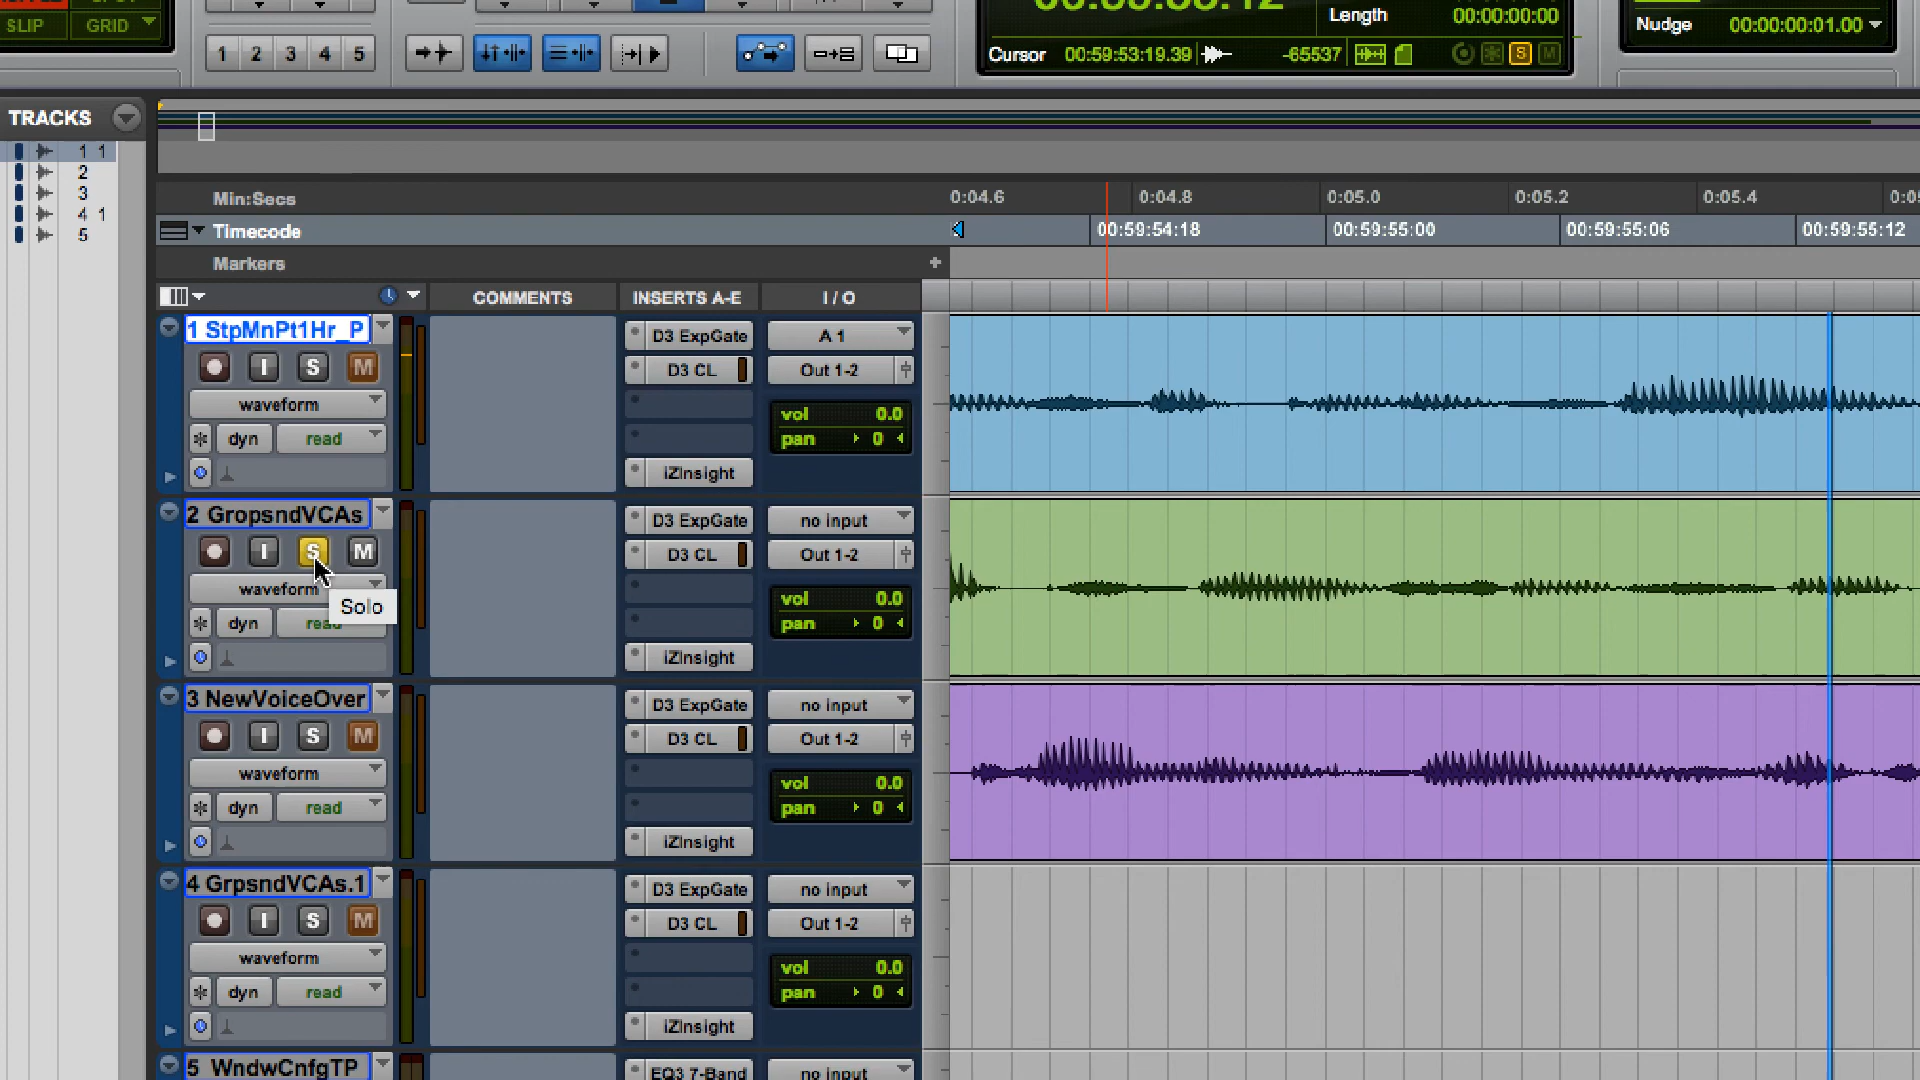 SLIP GRID
Length 00:00:00:00
Nudge 00:00:00:01.00
1 2 3 4 5
Cursor 00:59:53:19.39 -65537 S M
TRACKS
1 1
2
3
4 1
5
Min:Secs 0:04.6 0:04.8 0:05.0 0:05.2 0:05.4
Timecode 00:59:54:18 00:59:55:00 00:59:55:06 00:59:55:12
Markers +
COMMENTS INSERTS A-E I / O
1 StpMnPt1Hr_P D3 ExpGate A 1
I S M D3 CL Out 1-2
waveform vol 0.0
dyn read pan 0
iZInsight
2 GropsndVCAs D3 ExpGate no input
I S M D3 CL Out 1-2
waveform vol 0.0
Solo
dyn read pan 0
iZInsight
3 NewVoiceOver D3 ExpGate no input
I S M D3 CL Out 1-2
waveform vol 0.0
dyn read pan 0
iZInsight
4 GrpsndVCAs.1 D3 ExpGate no input
I S M D3 CL Out 1-2
waveform vol 0.0
dyn read pan 0
iZInsight
5 WndwCnfgTP EQ3 7-Band no input